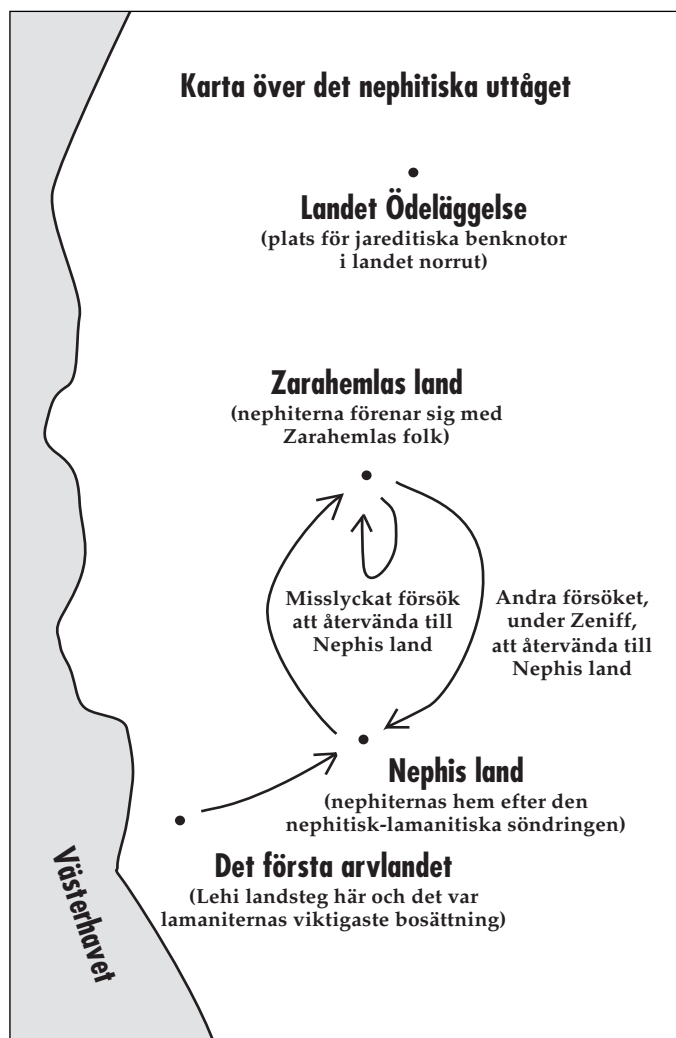 Karta över det nephitiska uttåget
Landet Ödeläggelse
(plats för jareditiska benknotor
i landet norrut)
Zarahemlas land
(nephiterna förenar sig med
Zarahemlas folk)
Misslyckat försök
att återvända till
Nephis land
Andra försöket,
under Zeniff,
att återvända till
Nephis land
Nephis land
(nephiternas hem efter den
nephitisk-lamanitiska söndringen)
Det första arvlandet
(Lehi landsteg här och det var
lamaniternas viktigaste bosättning)
Västerhavet